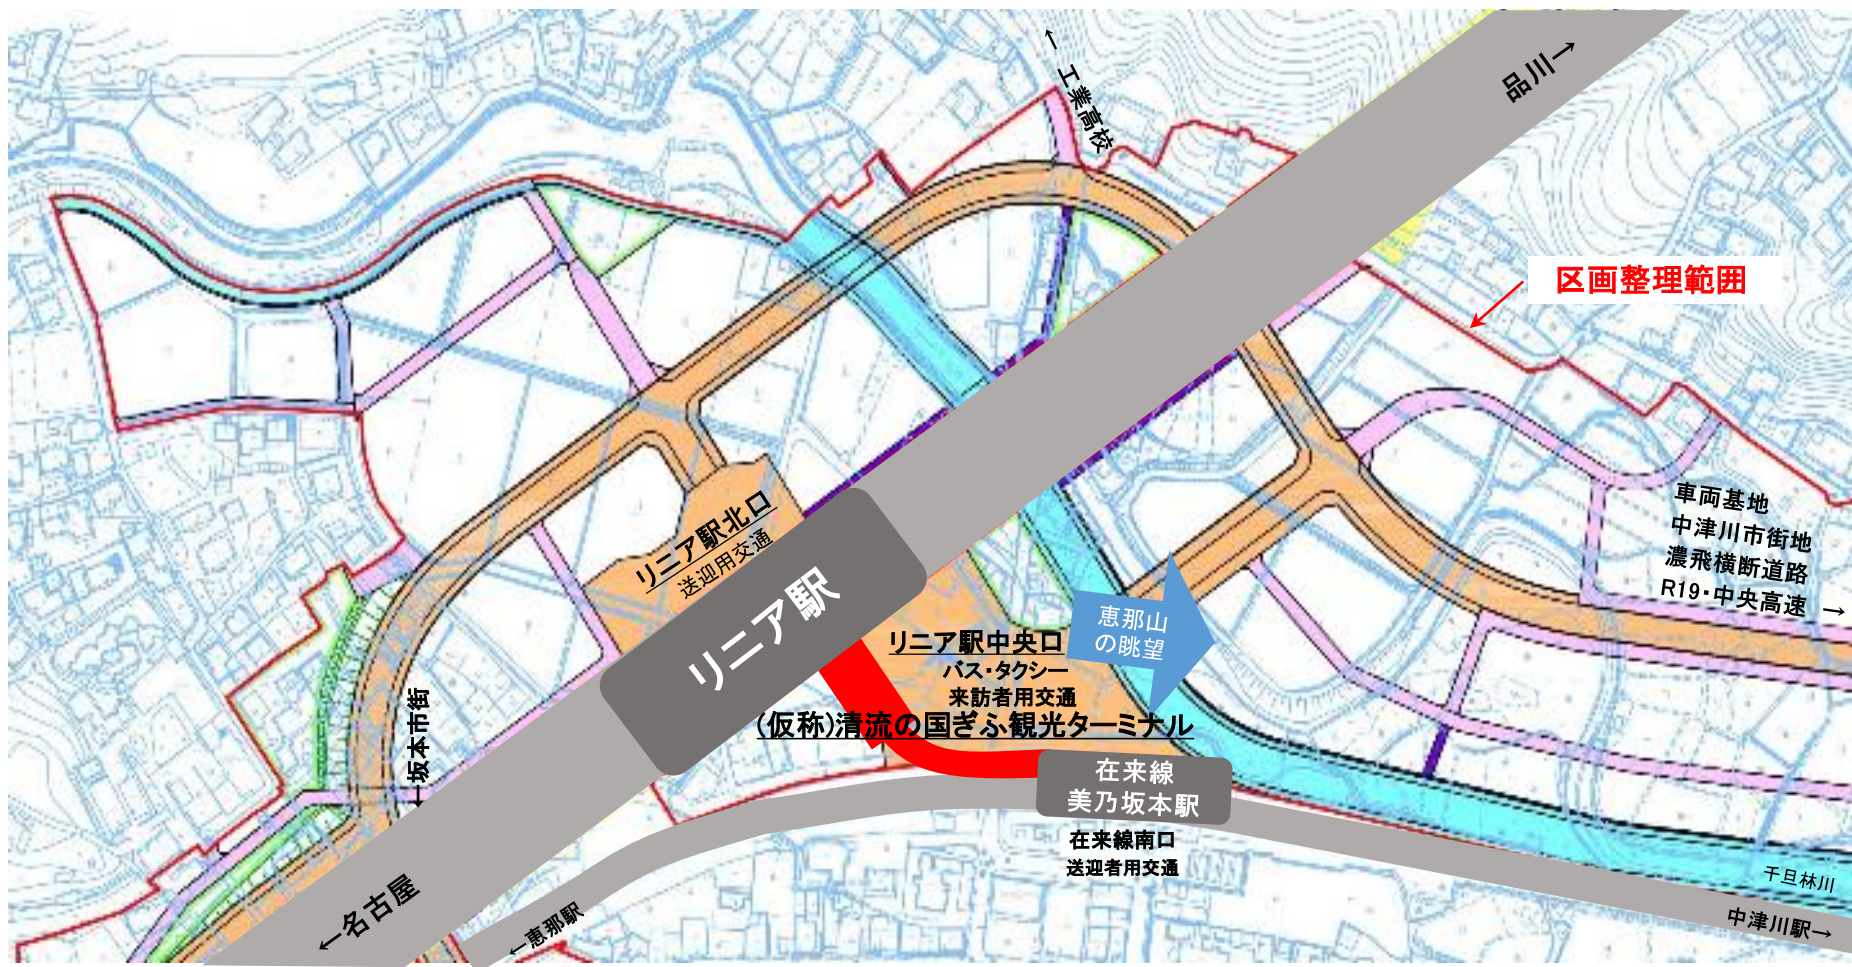 ←工業高校
品川→
区画整理範囲
車両基地
中津川市街地
濃飛横断道路
R19・中央高速 →
リニア駅北口
送迎用交通
リニア駅
恵那山
の眺望
リニア駅中央口
バス・タクシー
来訪者用交通
(仮称)清流の国ぎふ観光ターミナル
←坂本市街
在来線
美乃坂本駅
在来線南口
送迎者用交通
千旦林川
中津川駅→
←名古屋
←恵那駅